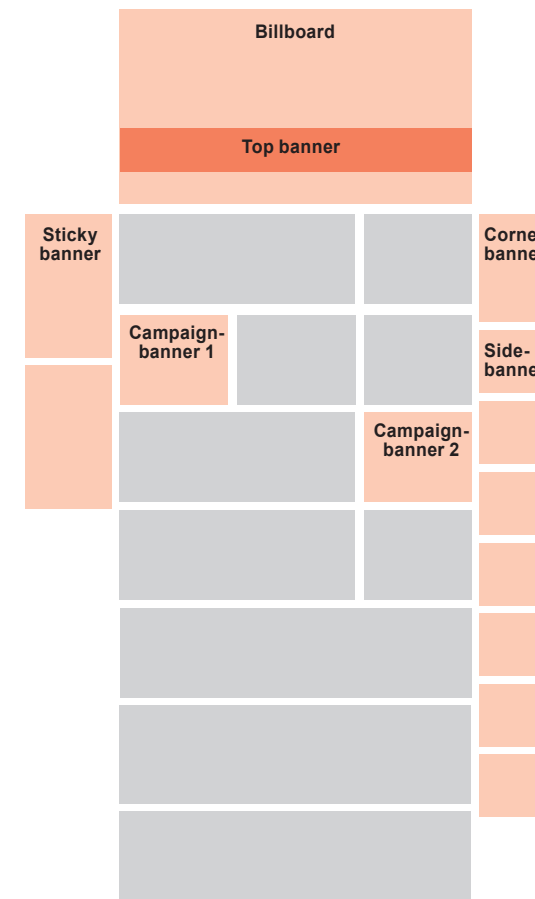 Billboard
Top banner
Sticky
banner
Campaign-
banner 1
Campaign-
banner 2
Corne
banne
Side-
banne